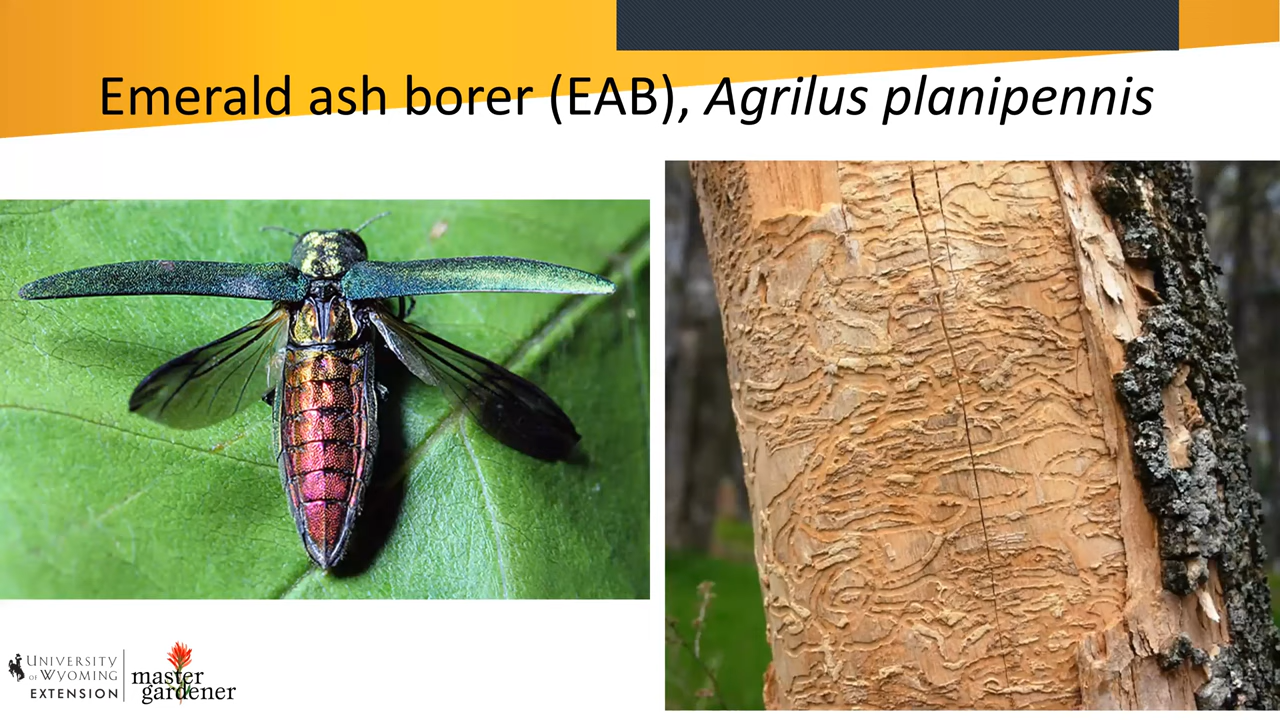 Emerald ash borer (EAB), Agrilus planipennis
UNIVERSITY
OF WYOMING
EXTENSION
master
gardener